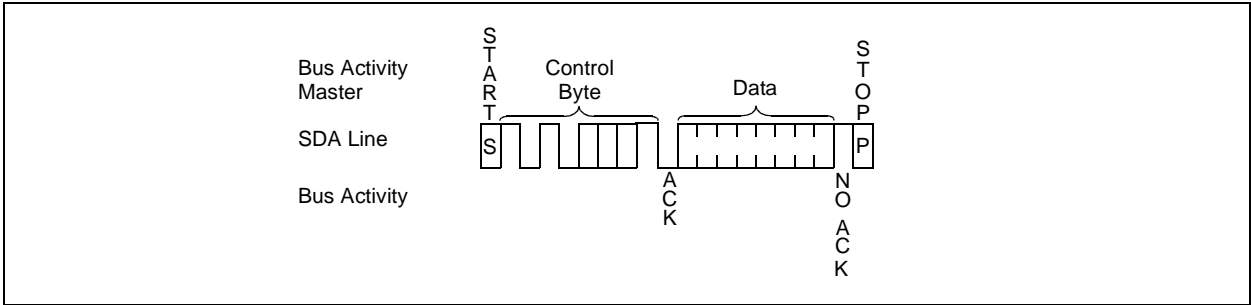 Bus Activity
Master
START
Control
Byte
Data
STOP
SDA Line
S
P
Bus Activity
ACK
NO ACK